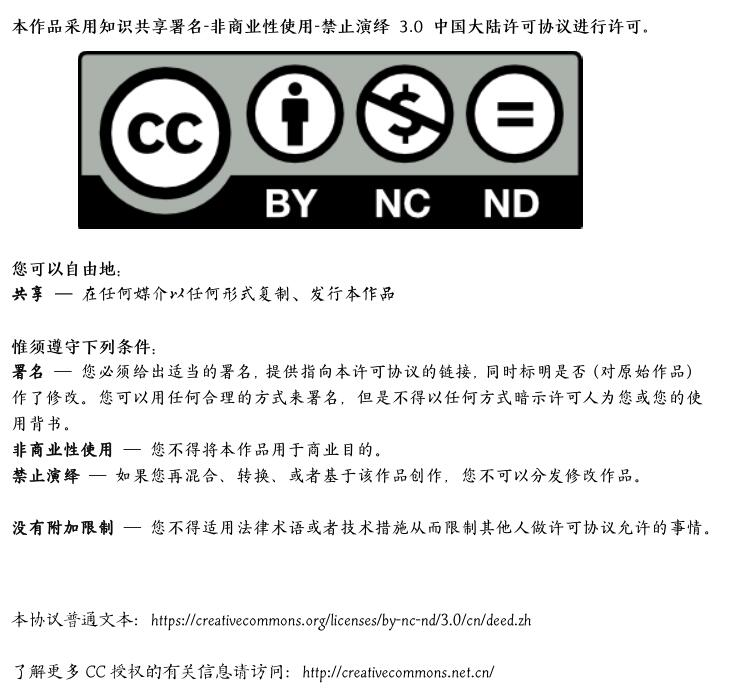 本作品采用知识共享署名-非商业性使用-禁止演绎 3.0 中国大陆许可协议进行许可。
CC
BY NC ND
您可以自由地:
共享 — 在任何媒介以任何形式复制、发行本作品
惟须遵守下列条件:
署名 — 您必须给出适当的署名, 提供指向本许可协议的链接, 同时标明是否 (对原始作品)
作了修改。您可以用任何合理的方式来署名, 但是不得以任何方式暗示许可人为您或您的使
用背书。
非商业性使用 — 您不得将本作品用于商业目的。
禁止演绎 — 如果您再混合、转换、或者基于该作品创作, 您不可以分发修改作品。
没有附加限制 — 您不得适用法律术语或者技术措施从而限制其他人做许可协议允许的事情。
本协议普通文本: https://creativecommons.org/licenses/by-nc-nd/3.0/cn/deed.zh
了解更多 CC 授权的有关信息请访问: http://creativecommons.net.cn/